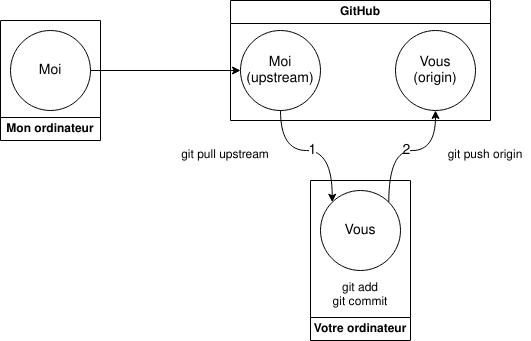 GitHub
Moi
Moi
(upstream)
Vous
(origin)
Mon ordinateur
git pull upstream
1
2
git push origin
Vous
git add
git commit
Votre ordinateur